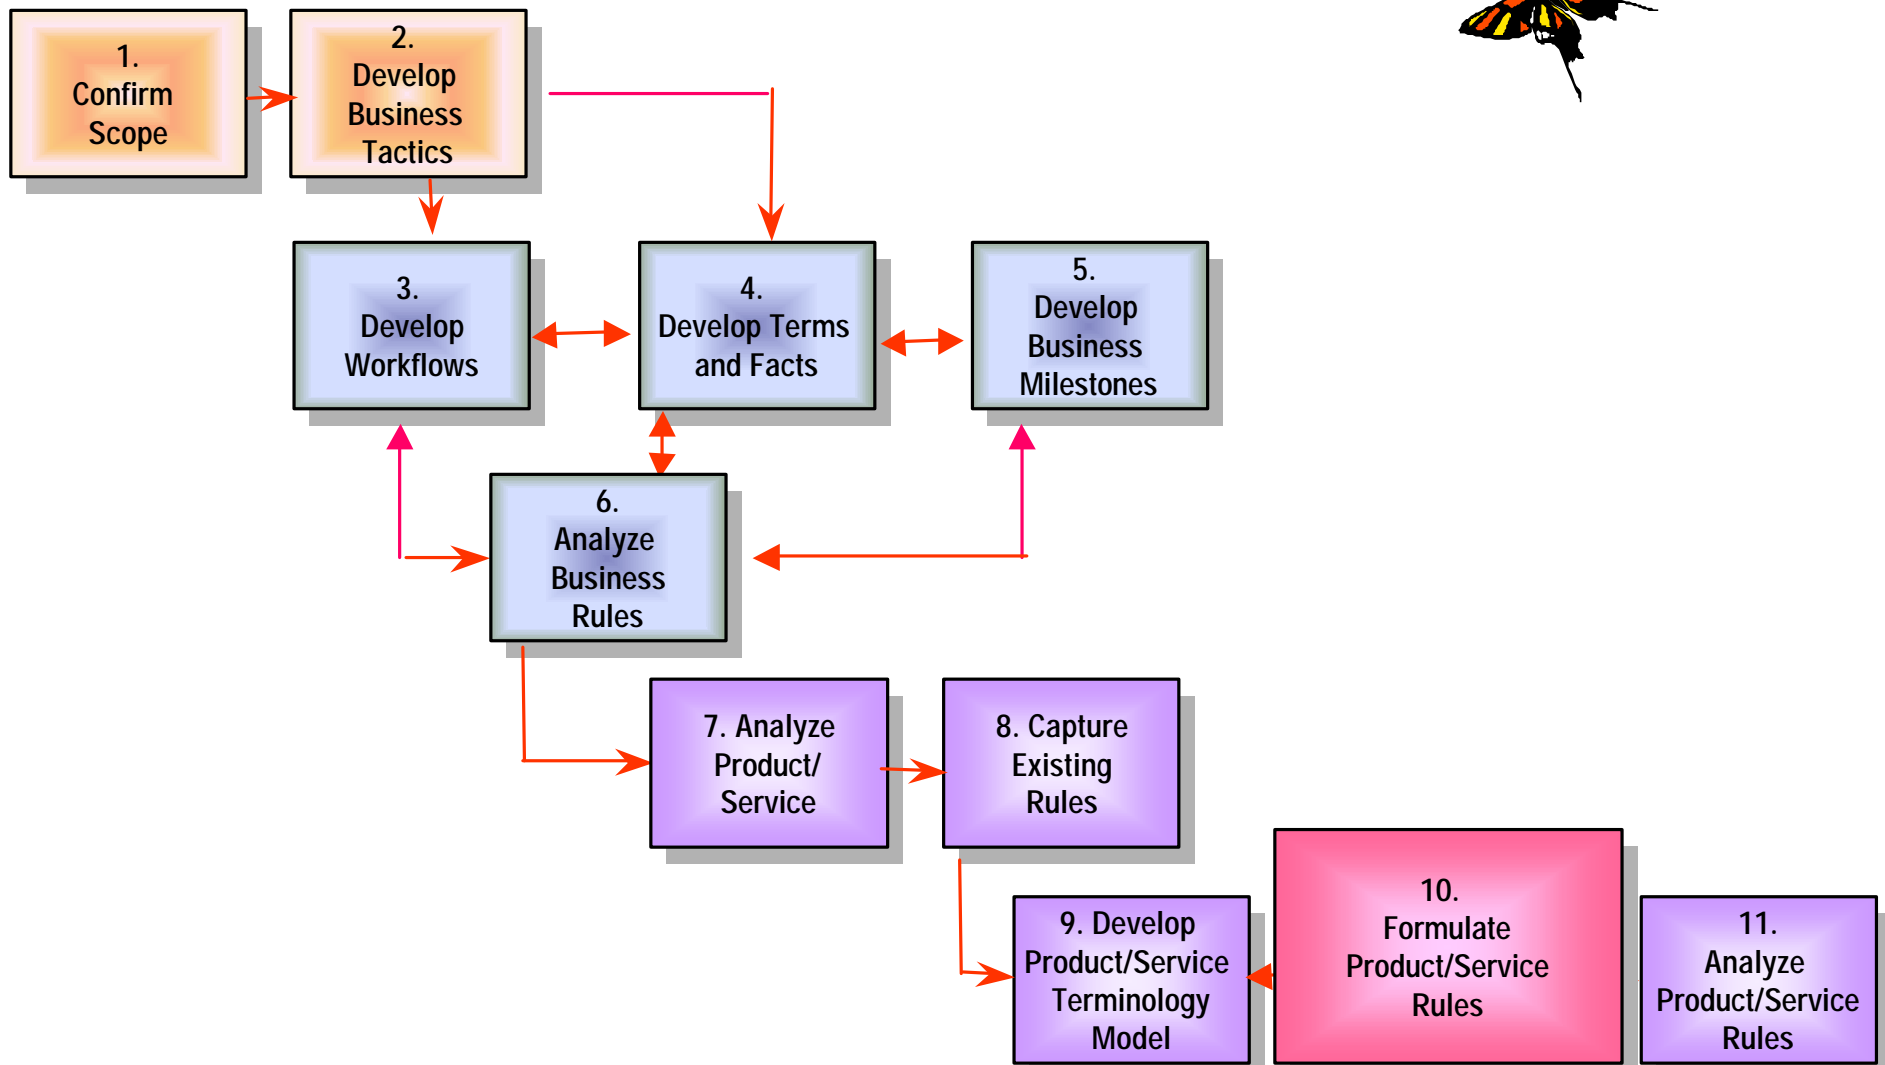 1.
Confirm
Scope
2.
Develop
Business
Tactics
3.
Develop
Workflows
4.
Develop Terms
and Facts
5.
Develop
Business
Milestones
6.
Analyze
Business
Rules
7. Analyze
Product/
Service
8. Capture
Existing
Rules
9. Develop
Product/Service
Terminology
Model
10.
Formulate
Product/Service
Rules
11.
Analyze
Product/Service
Rules